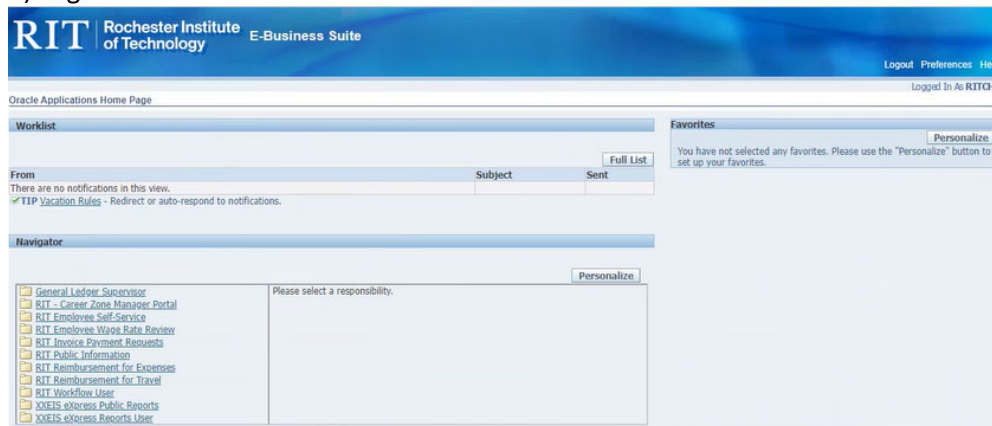 RIT Rochester Institute of Technology E-Business Suite
Logout Preferences
Logged In As
Oracle Applications Home Page
Worklist
Full List
From Subject Sent
There are no notifications in this view.
TIP Vacation Rules - Redirect or auto-respond to notifications.
Favorites
Personalize
You have not selected any favorites. Please use the "Personalize" button to
set up your favorites.
Navigator
Personalize
General Ledger Supervisor
RIT - Career Zone Manager Portal
RIT Employee Self-Service
RIT Employee Wage Rate Review
RIT Invoice Payment Requests
RIT Public Information
RIT Reimbursement for Expenses
RIT Reimbursement for Travel
RIT Workflow User
XXEIS eXpress Public Reports
XXEIS eXpress Reports User
Please select a responsibility.